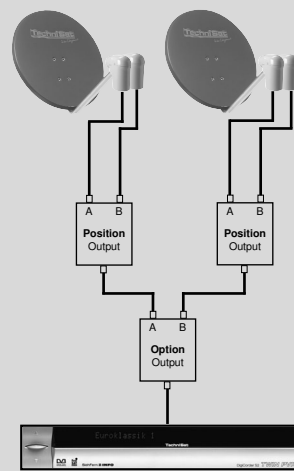 TechniSat
TechniSat
A B
A B
Position
Output
Position
Output
A B
Option
Output
Euroklassik 1
TechniSat